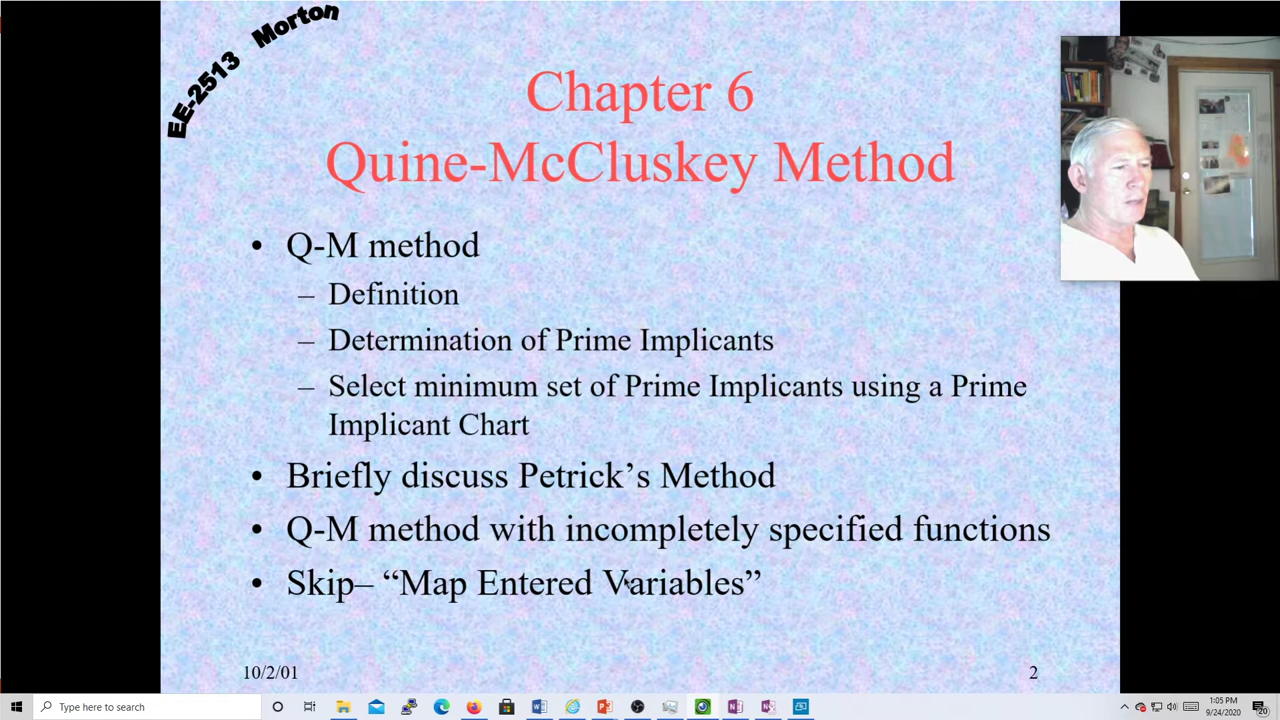 EE-2513 Morton
Chapter 6
Quine-McCluskey Method
• Q-M method
– Definition
– Determination of Prime Implicants
– Select minimum set of Prime Implicants using a Prime
Implicant Chart
• Briefly discuss Petrick’s Method
• Q-M method with incompletely specified functions
• Skip– “Map Entered Variables”
10/2/01
2
Type here to search
1:05 PM
9/24/2020
20